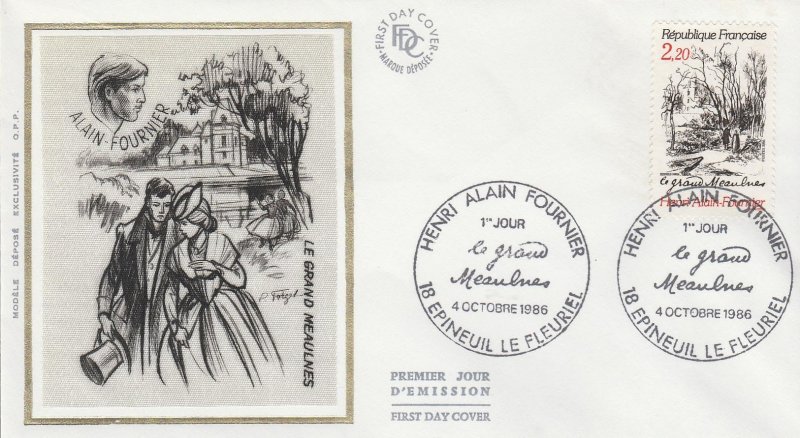 MODÈLE DÉPOSÉ EXCLUSIVITÉ O.P.P.
ALAIN-FOURNIER
LE GRAND MEAULNES
FIRST DAY COVER
FDC
MARQUE DÉPOSÉE
République Française
2,20
le grand Meaulnes
Henri Alain-Fournier
HENRI ALAIN FOURNIER
1er JOUR
le grand
Meaulnes
4 OCTOBRE 1986
18 EPINEUIL LE FLEURIEL
HENRI ALAIN FOURNIER
1er JOUR
le grand
Meaulnes
4 OCTOBRE 1986
18 EPINEUIL LE FLEURIEL
PREMIER JOUR
D'EMISSION
FIRST DAY COVER